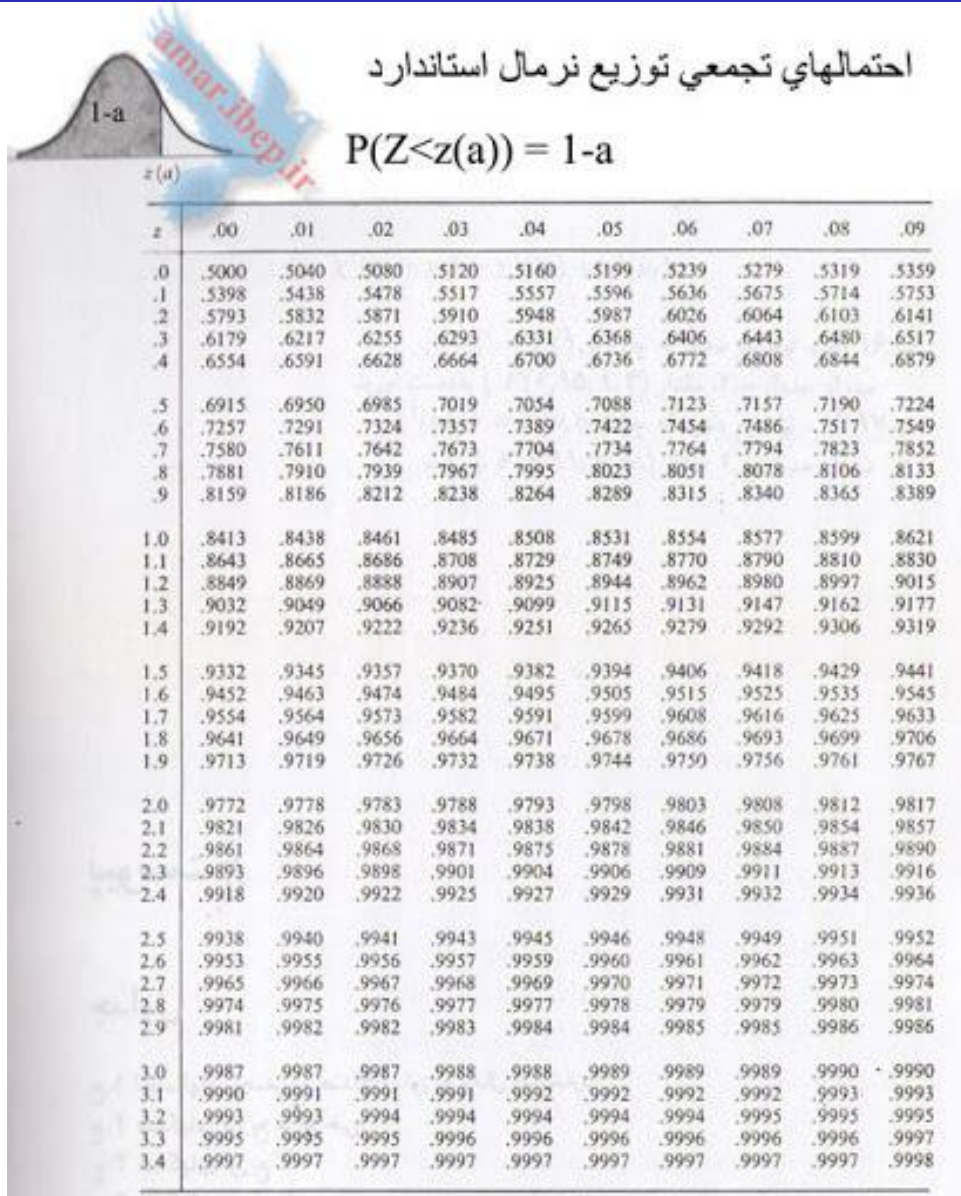 amar.ibep.ir
احتمالهاي تجمعي توزيع نرمال استاندارد
1-a
P(Z<z(a)) = 1-a
z(a)
z .00 .01 .02 .03 .04 .05 .06 .07 .08 .09
.0 .5000 .5040 .5080 .5120 .5160 .5199 .5239 .5279 .5319 .5359
.1 .5398 .5438 .5478 .5517 .5557 .5596 .5636 .5675 .5714 .5753
.2 .5793 .5832 .5871 .5910 .5948 .5987 .6026 .6064 .6103 .6141
.3 .6179 .6217 .6255 .6293 .6331 .6368 .6406 .6443 .6480 .6517
.4 .6554 .6591 .6628 .6664 .6700 .6736 .6772 .6808 .6844 .6879
.5 .6915 .6950 .6985 .7019 .7054 .7088 .7123 .7157 .7190 .7224
.6 .7257 .7291 .7324 .7357 .7389 .7422 .7454 .7486 .7517 .7549
.7 .7580 .7611 .7642 .7673 .7704 .7734 .7764 .7794 .7823 .7852
.8 .7881 .7910 .7939 .7967 .7995 .8023 .8051 .8078 .8106 .8133
.9 .8159 .8186 .8212 .8238 .8264 .8289 .8315 .8340 .8365 .8389
1.0 .8413 .8438 .8461 .8485 .8508 .8531 .8554 .8577 .8599 .8621
1.1 .8643 .8665 .8686 .8708 .8729 .8749 .8770 .8790 .8810 .8830
1.2 .8849 .8869 .8888 .8907 .8925 .8944 .8962 .8980 .8997 .9015
1.3 .9032 .9049 .9066 .9082 .9099 .9115 .9131 .9147 .9162 .9177
1.4 .9192 .9207 .9222 .9236 .9251 .9265 .9279 .9292 .9306 .9319
1.5 .9332 .9345 .9357 .9370 .9382 .9394 .9406 .9418 .9429 .9441
1.6 .9452 .9463 .9474 .9484 .9495 .9505 .9515 .9525 .9535 .9545
1.7 .9554 .9564 .9573 .9582 .9591 .9599 .9608 .9616 .9625 .9633
1.8 .9641 .9649 .9656 .9664 .9671 .9678 .9686 .9693 .9699 .9706
1.9 .9713 .9719 .9726 .9732 .9738 .9744 .9750 .9756 .9761 .9767
2.0 .9772 .9778 .9783 .9788 .9793 .9798 .9803 .9808 .9812 .9817
2.1 .9821 .9826 .9830 .9834 .9838 .9842 .9846 .9850 .9854 .9857
2.2 .9861 .9864 .9868 .9871 .9875 .9878 .9881 .9884 .9887 .9890
2.3 .9893 .9896 .9898 .9901 .9904 .9906 .9909 .9911 .9913 .9916
2.4 .9918 .9920 .9922 .9925 .9927 .9929 .9931 .9932 .9934 .9936
2.5 .9938 .9940 .9941 .9943 .9945 .9946 .9948 .9949 .9951 .9952
2.6 .9953 .9955 .9956 .9957 .9959 .9960 .9961 .9962 .9963 .9964
2.7 .9965 .9966 .9967 .9968 .9969 .9970 .9971 .9972 .9973 .9974
2.8 .9974 .9975 .9976 .9977 .9977 .9978 .9979 .9979 .9980 .9981
2.9 .9981 .9982 .9982 .9983 .9984 .9984 .9985 .9985 .9986 .9986
3.0 .9987 .9987 .9987 .9988 .9988 .9989 .9989 .9989 .9990 .9990
3.1 .9990 .9991 .9991 .9991 .9992 .9992 .9992 .9992 .9993 .9993
3.2 .9993 .9993 .9994 .9994 .9994 .9994 .9994 .9995 .9995 .9995
3.3 .9995 .9995 .9995 .9996 .9996 .9996 .9996 .9996 .9996 .9997
3.4 .9997 .9997 .9997 .9997 .9997 .9997 .9997 .9997 .9997 .9998